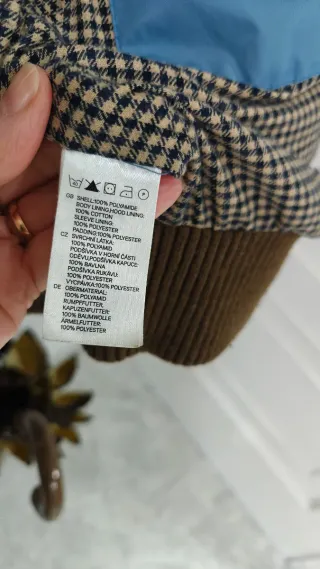 GB SHELL:100% POLYAMIDE
BODY LINING,HOOD LINING:
100% COTTON
SLEEVE LINING:
100% POLYESTER
PADDING:100% POLYESTER
CZ SVRCHNÍ LÁTKA:
100% POLYAMID
PODŠÍVKA V HORNÍ ČÁSTI
ODĚVU,PODŠÍVKA KAPUCE:
100% BAVLNA
PODŠÍVKA RUKÁVU:
100% POLYESTER
VYCPÁVKA:100% POLYESTER
DE OBERMATERIAL:
100% POLYAMID
RUMPFFUTTER,
KAPUZENFUTTER:
100% BAUMWOLLE
ÄRMELFUTTER:
100% POLYESTER